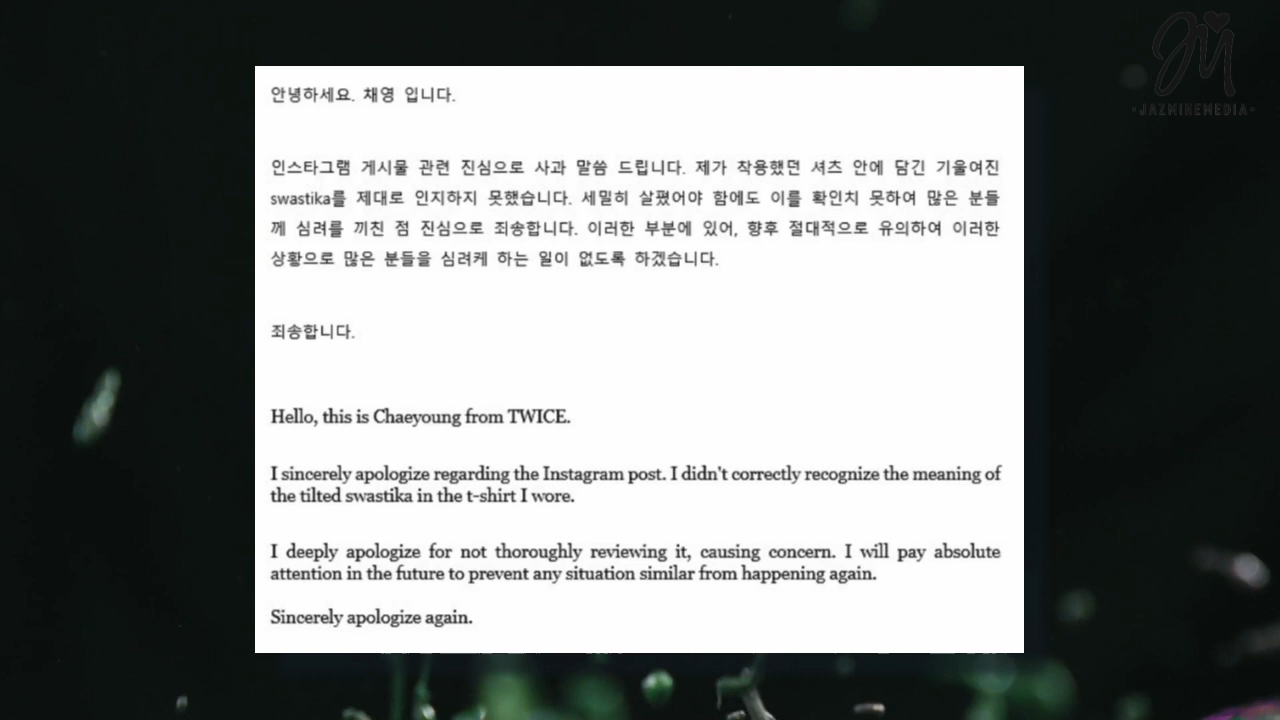 안녕하세요. 채영 입니다.
인스타그램 게시물 관련 진심으로 사과 말씀 드립니다. 제가 착용했던 셔츠 안에 담긴 기울여진
swastika를 제대로 인지하지 못했습니다. 세밀히 살폈어야 함에도 이를 확인치 못하여 많은 분들
께 심려를 끼친 점 진심으로 죄송합니다. 이러한 부분에 있어, 향후 절대적으로 유의하여 이러한
상황으로 많은 분들을 심려케 하는 일이 없도록 하겠습니다.
죄송합니다.
Hello, this is Chaeyoung from TWICE.
I sincerely apologize regarding the Instagram post. I didn't correctly recognize the meaning of
the tilted swastika in the t-shirt I wore.
I deeply apologize for not thoroughly reviewing it, causing concern. I will pay absolute
attention in the future to prevent any situation similar from happening again.
Sincerely apologize again.
JM
·JAZMINEMEDIA·